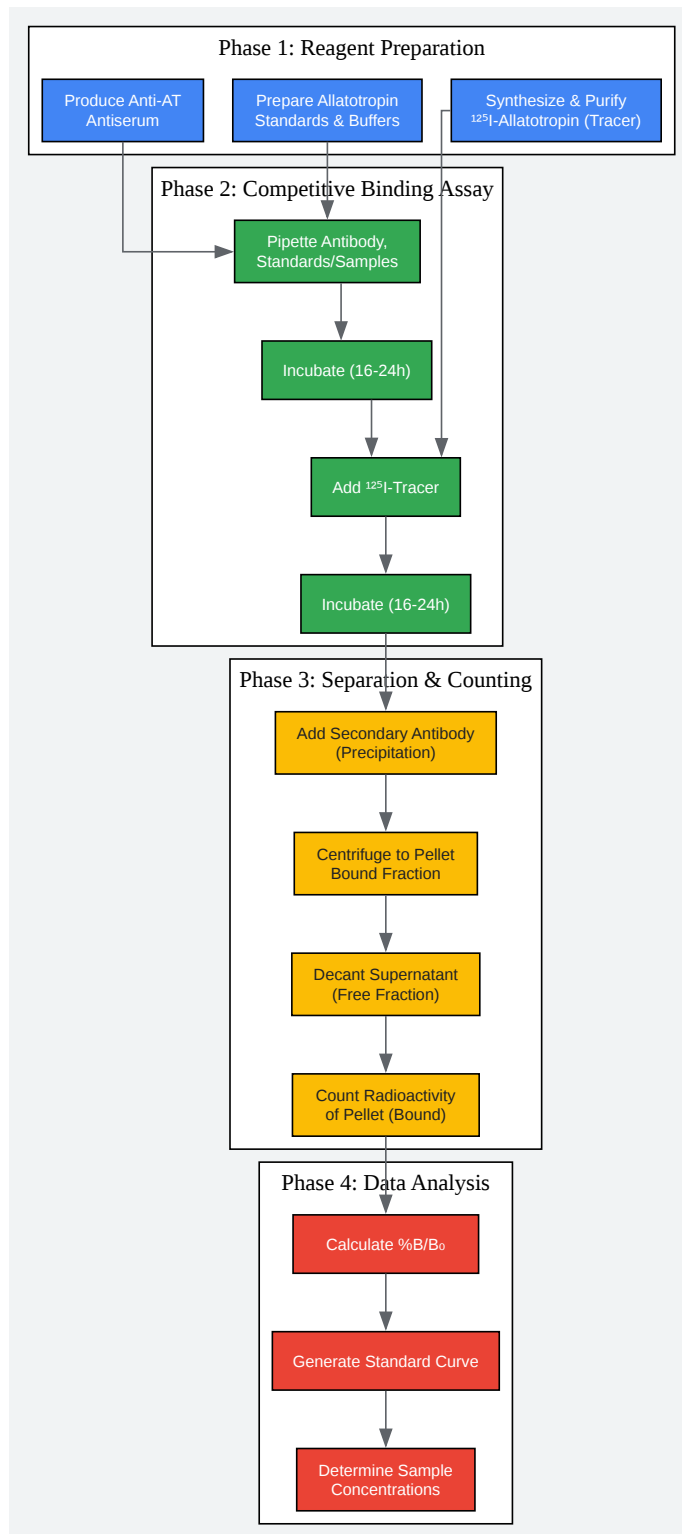 Phase 1: Reagent Preparation
Produce Anti-AT
Antiserum
Prepare Allatotropin
Standards & Buffers
Synthesize & Purify
¹²⁵I-Allatotropin (Tracer)
Phase 2: Competitive Binding Assay
Pipette Antibody,
Standards/Samples
Incubate (16-24h)
Add ¹²⁵I-Tracer
Incubate (16-24h)
Phase 3: Separation & Counting
Add Secondary Antibody
(Precipitation)
Centrifuge to Pellet
Bound Fraction
Decant Supernatant
(Free Fraction)
Count Radioactivity
of Pellet (Bound)
Phase 4: Data Analysis
Calculate %B/B₀
Generate Standard Curve
Determine Sample
Concentrations